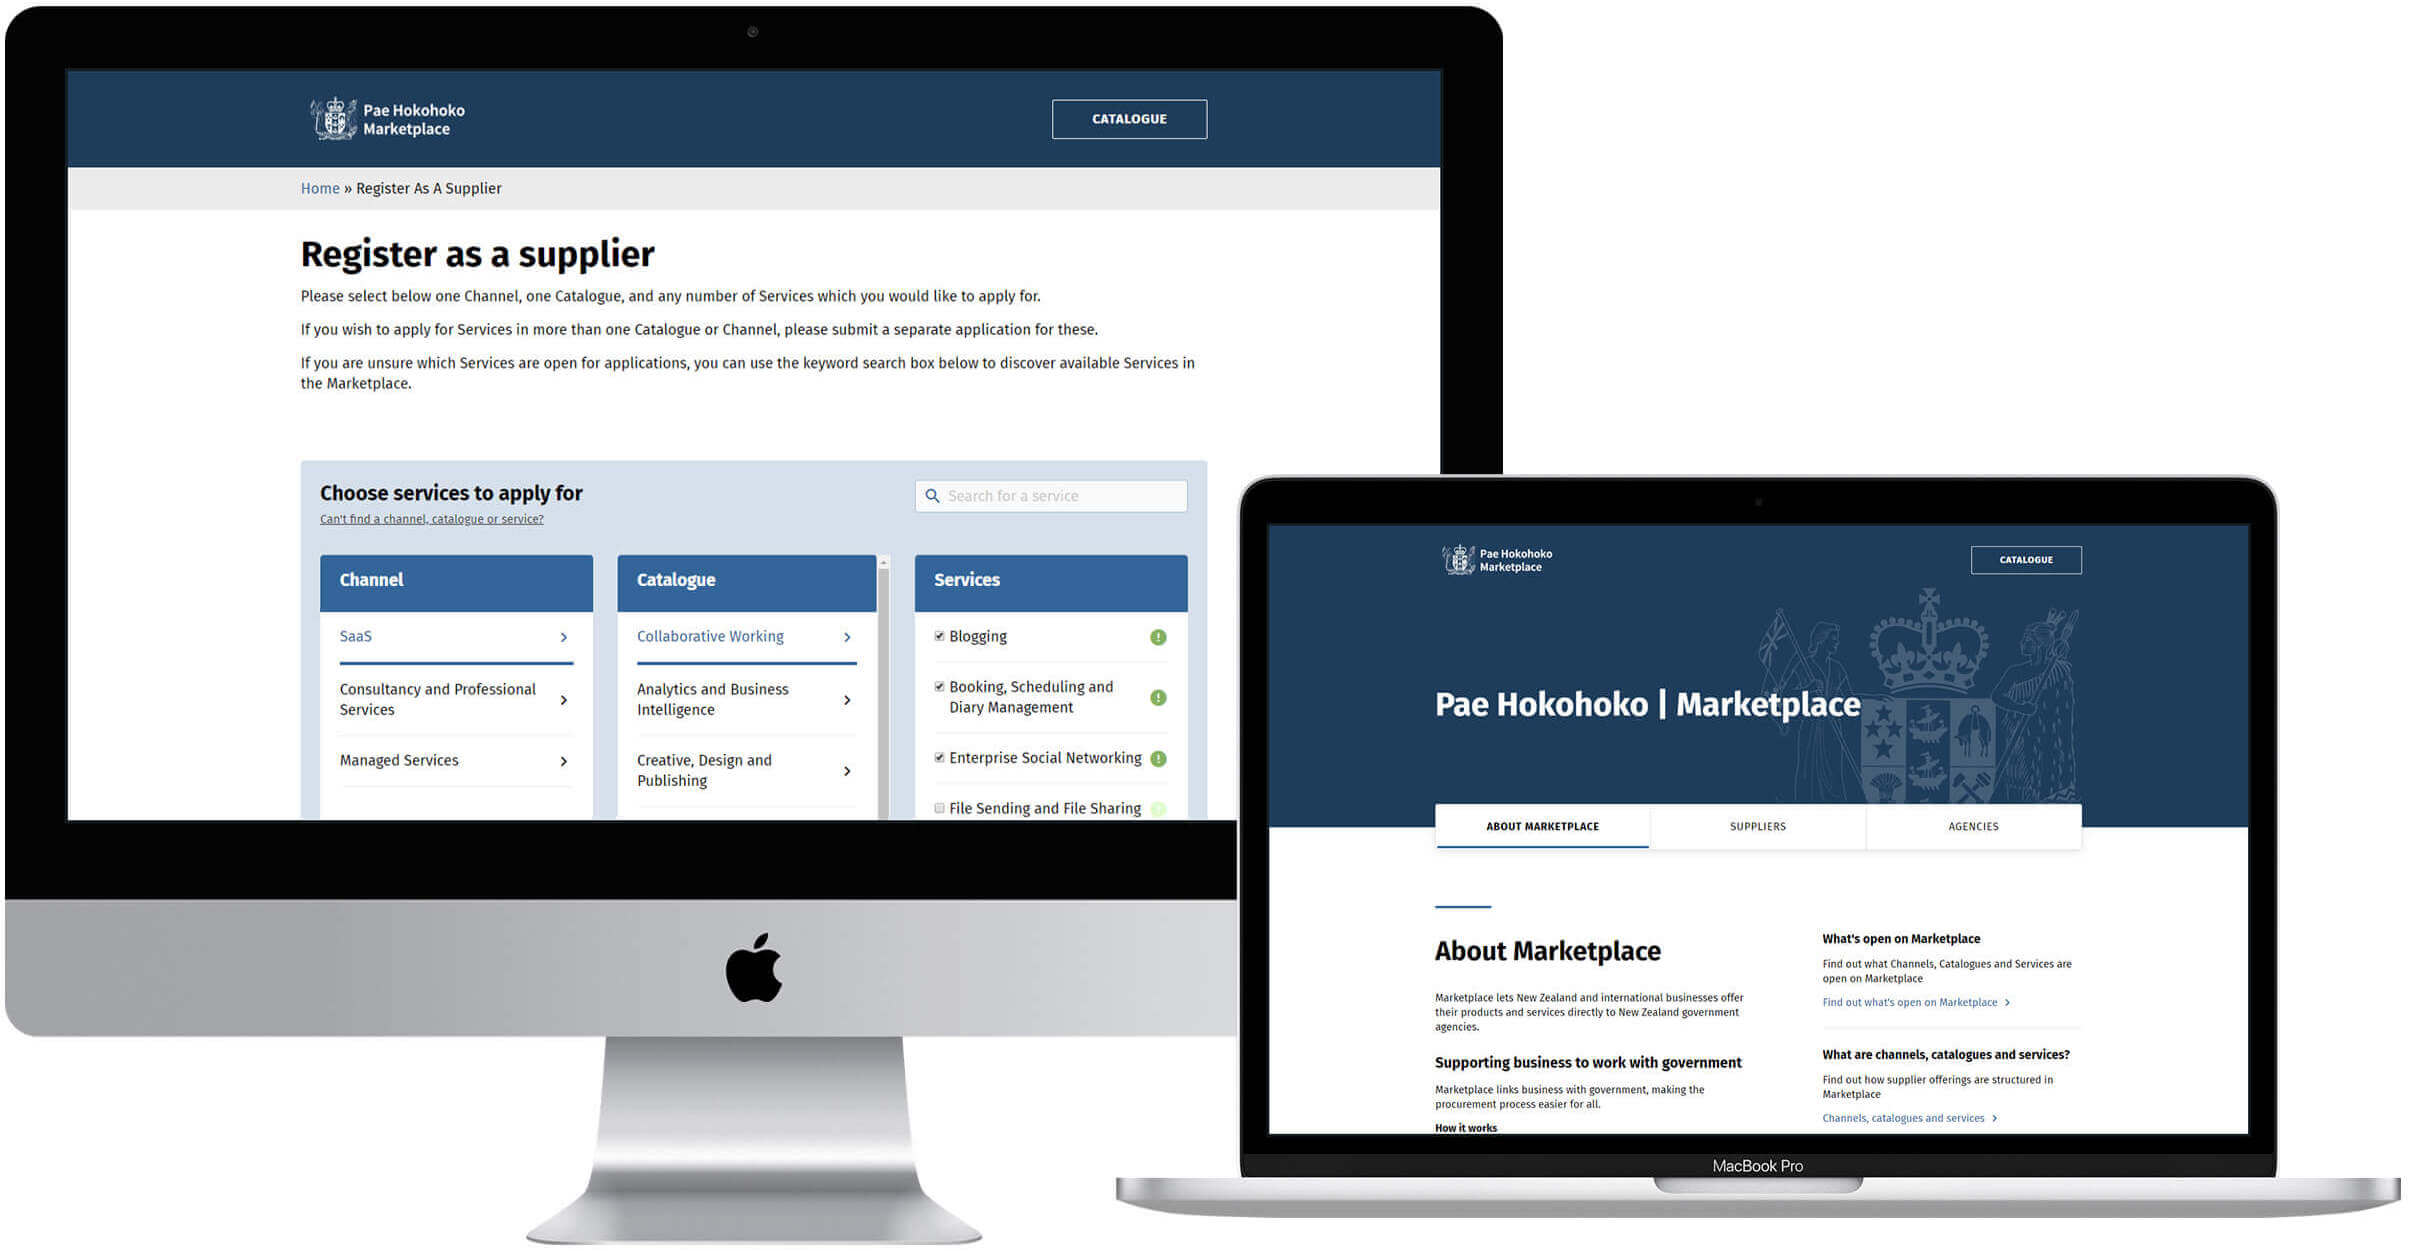 Pae Hokohoko
Marketplace
CATALOGUE
Home » Register As A Supplier
Register as a supplier
Please select below one Channel, one Catalogue, and any number of Services which you would like to apply for.
If you wish to apply for Services in more than one Catalogue or Channel, please submit a separate application for these.
If you are unsure which Services are open for applications, you can use the keyword search box below to discover available Services in
the Marketplace.
Choose services to apply for
Can't find a channel, catalogue or service?
Search for a service
Channel
SaaS
Consultancy and Professional
Services
Managed Services
Catalogue
Collaborative Working
Analytics and Business
Intelligence
Creative, Design and
Publishing
Services
Blogging
Booking, Scheduling and
Diary Management
Enterprise Social Networking
File Sending and File Sharing
Pae Hokohoko
Marketplace
CATALOGUE
Pae Hokohoko | Marketplace
ABOUT MARKETPLACE
SUPPLIERS
AGENCIES
About Marketplace
Marketplace lets New Zealand and international businesses offer
their products and services directly to New Zealand government
agencies.
Supporting business to work with government
Marketplace links business with government, making the
procurement process easier for all.
How it works
What's open on Marketplace
Find out what Channels, Catalogues and Services are
open on Marketplace
Find out what's open on Marketplace
What are channels, catalogues and services?
Find out how supplier offerings are structured in
Marketplace
Channels, catalogues and services
MacBook Pro